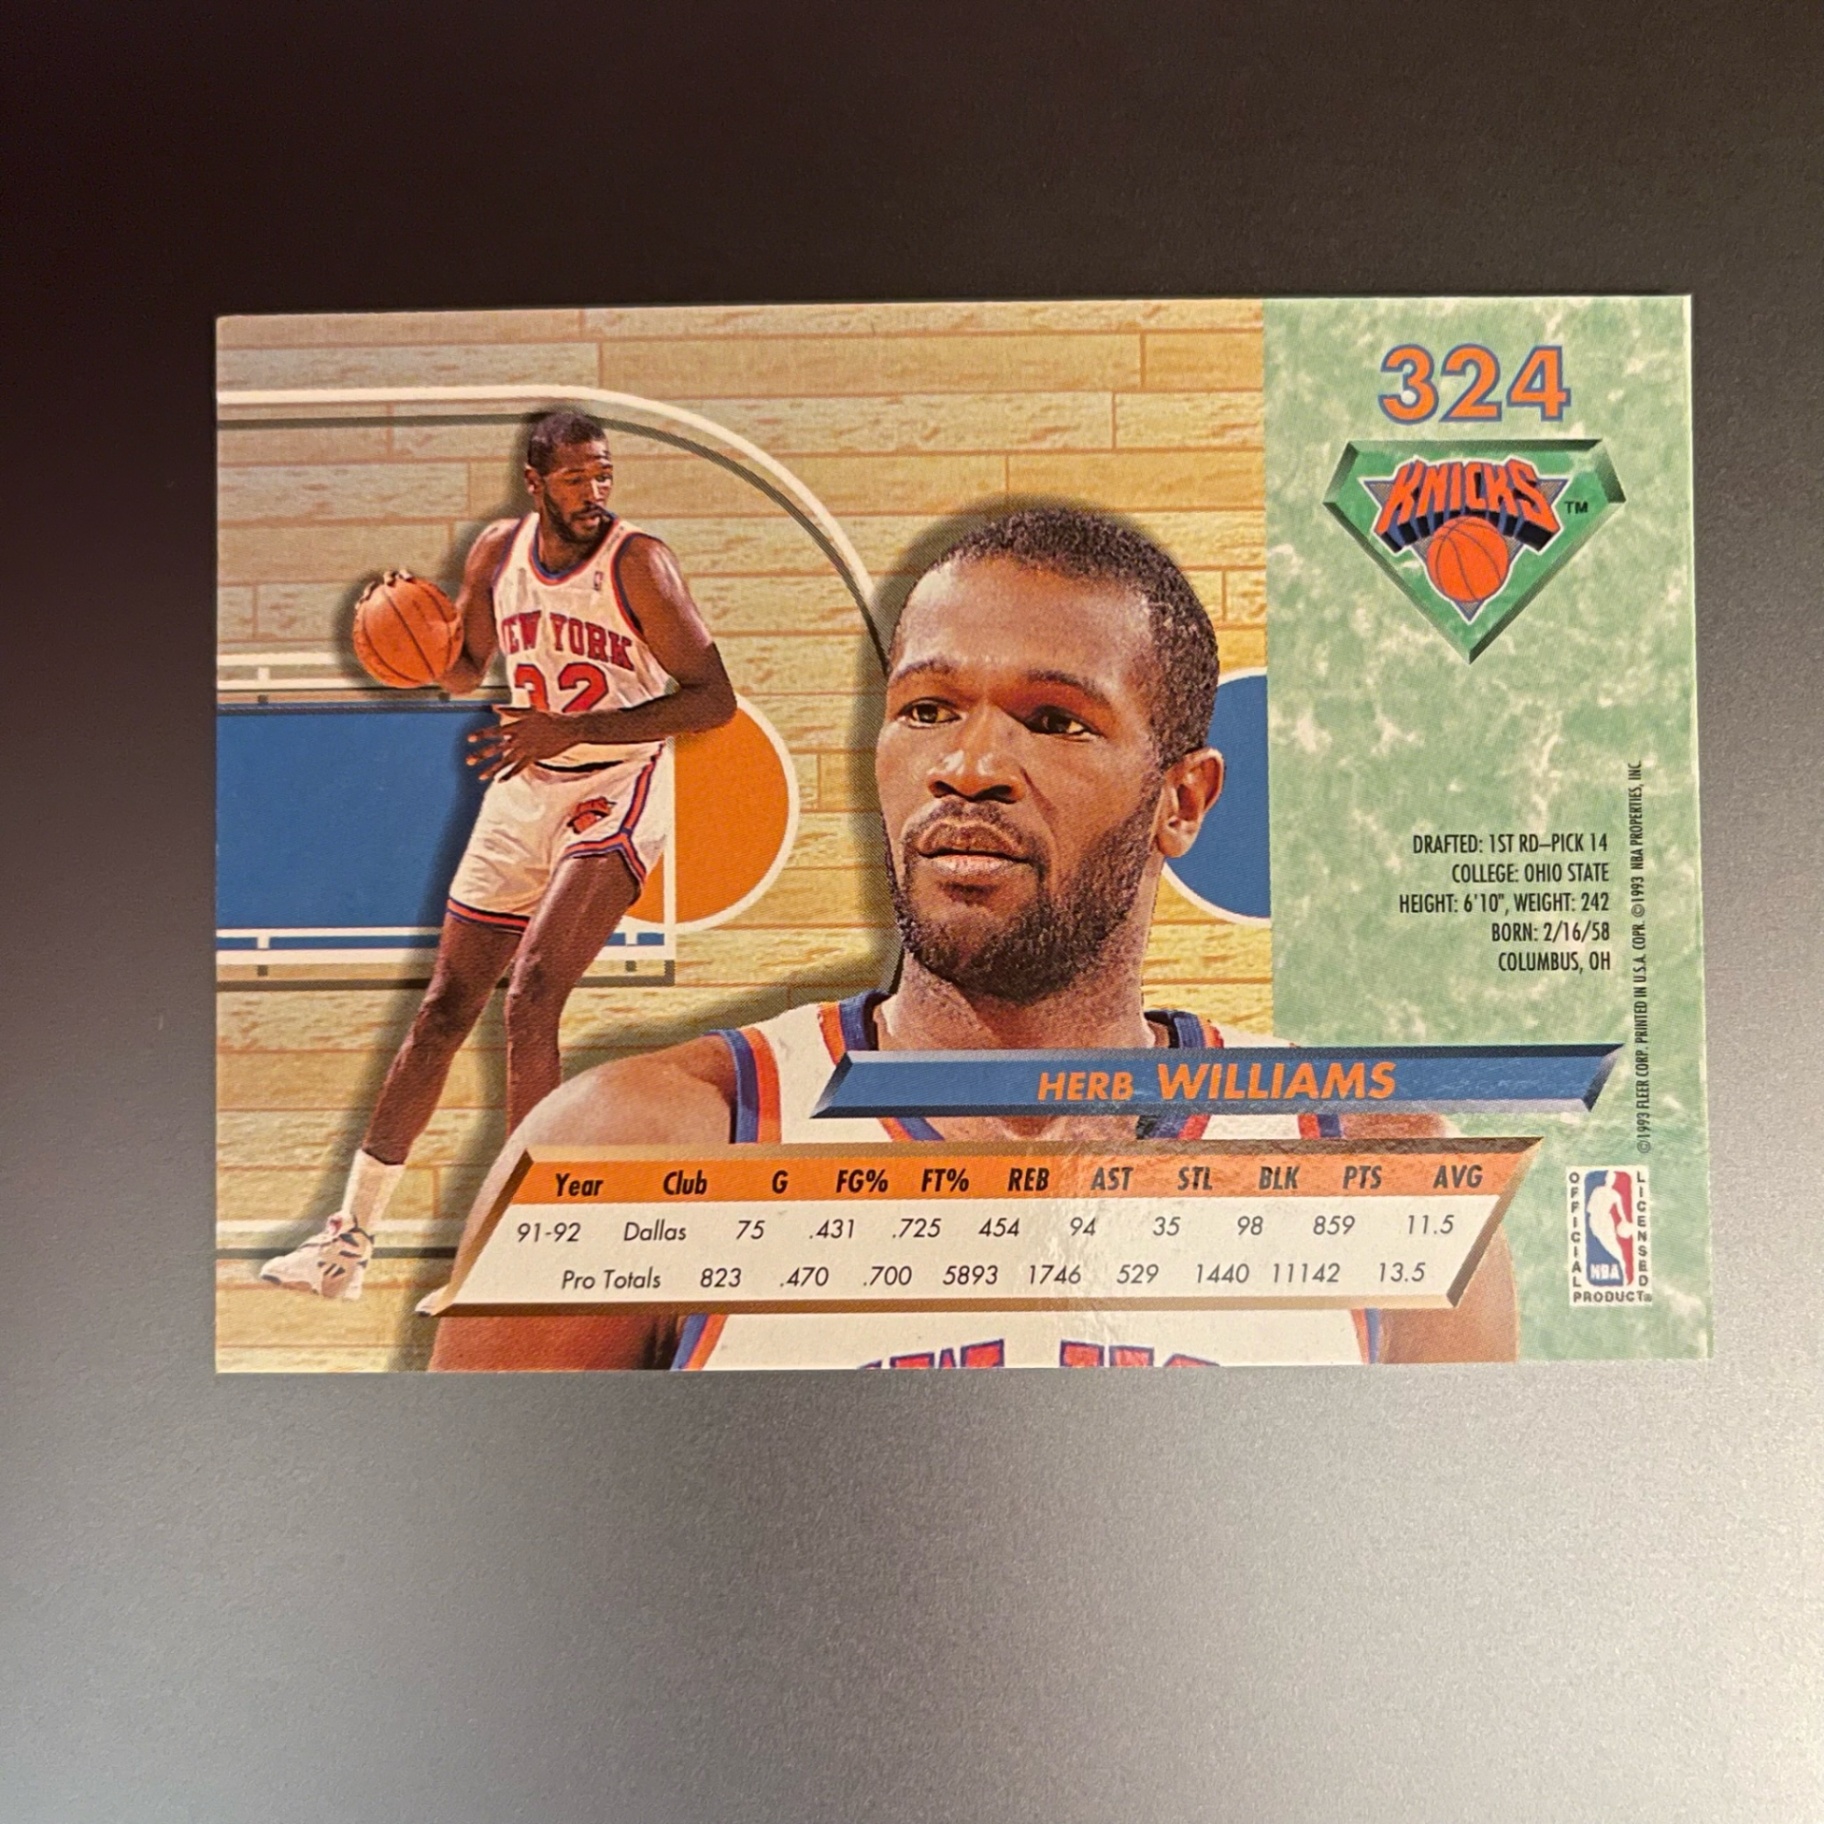 324
KNICKS TM
NEW YORK
32
DRAFTED: 1ST RD–PICK 14
COLLEGE: OHIO STATE
HEIGHT: 6'10", WEIGHT: 242
BORN: 2/16/58
COLUMBUS, OH
©1993 FLEER CORP. PRINTED IN U.S.A. COPR. ©1993 NBA PROPERTIES, INC.
HERB WILLIAMS
Year Club G FG% FT% REB AST STL BLK PTS AVG
91-92 Dallas 75 .431 .725 454 94 35 98 859 11.5
Pro Totals 823 .470 .700 5893 1746 529 1440 11142 13.5
OFFICIAL
LICENSED
NBA
PRODUCT®